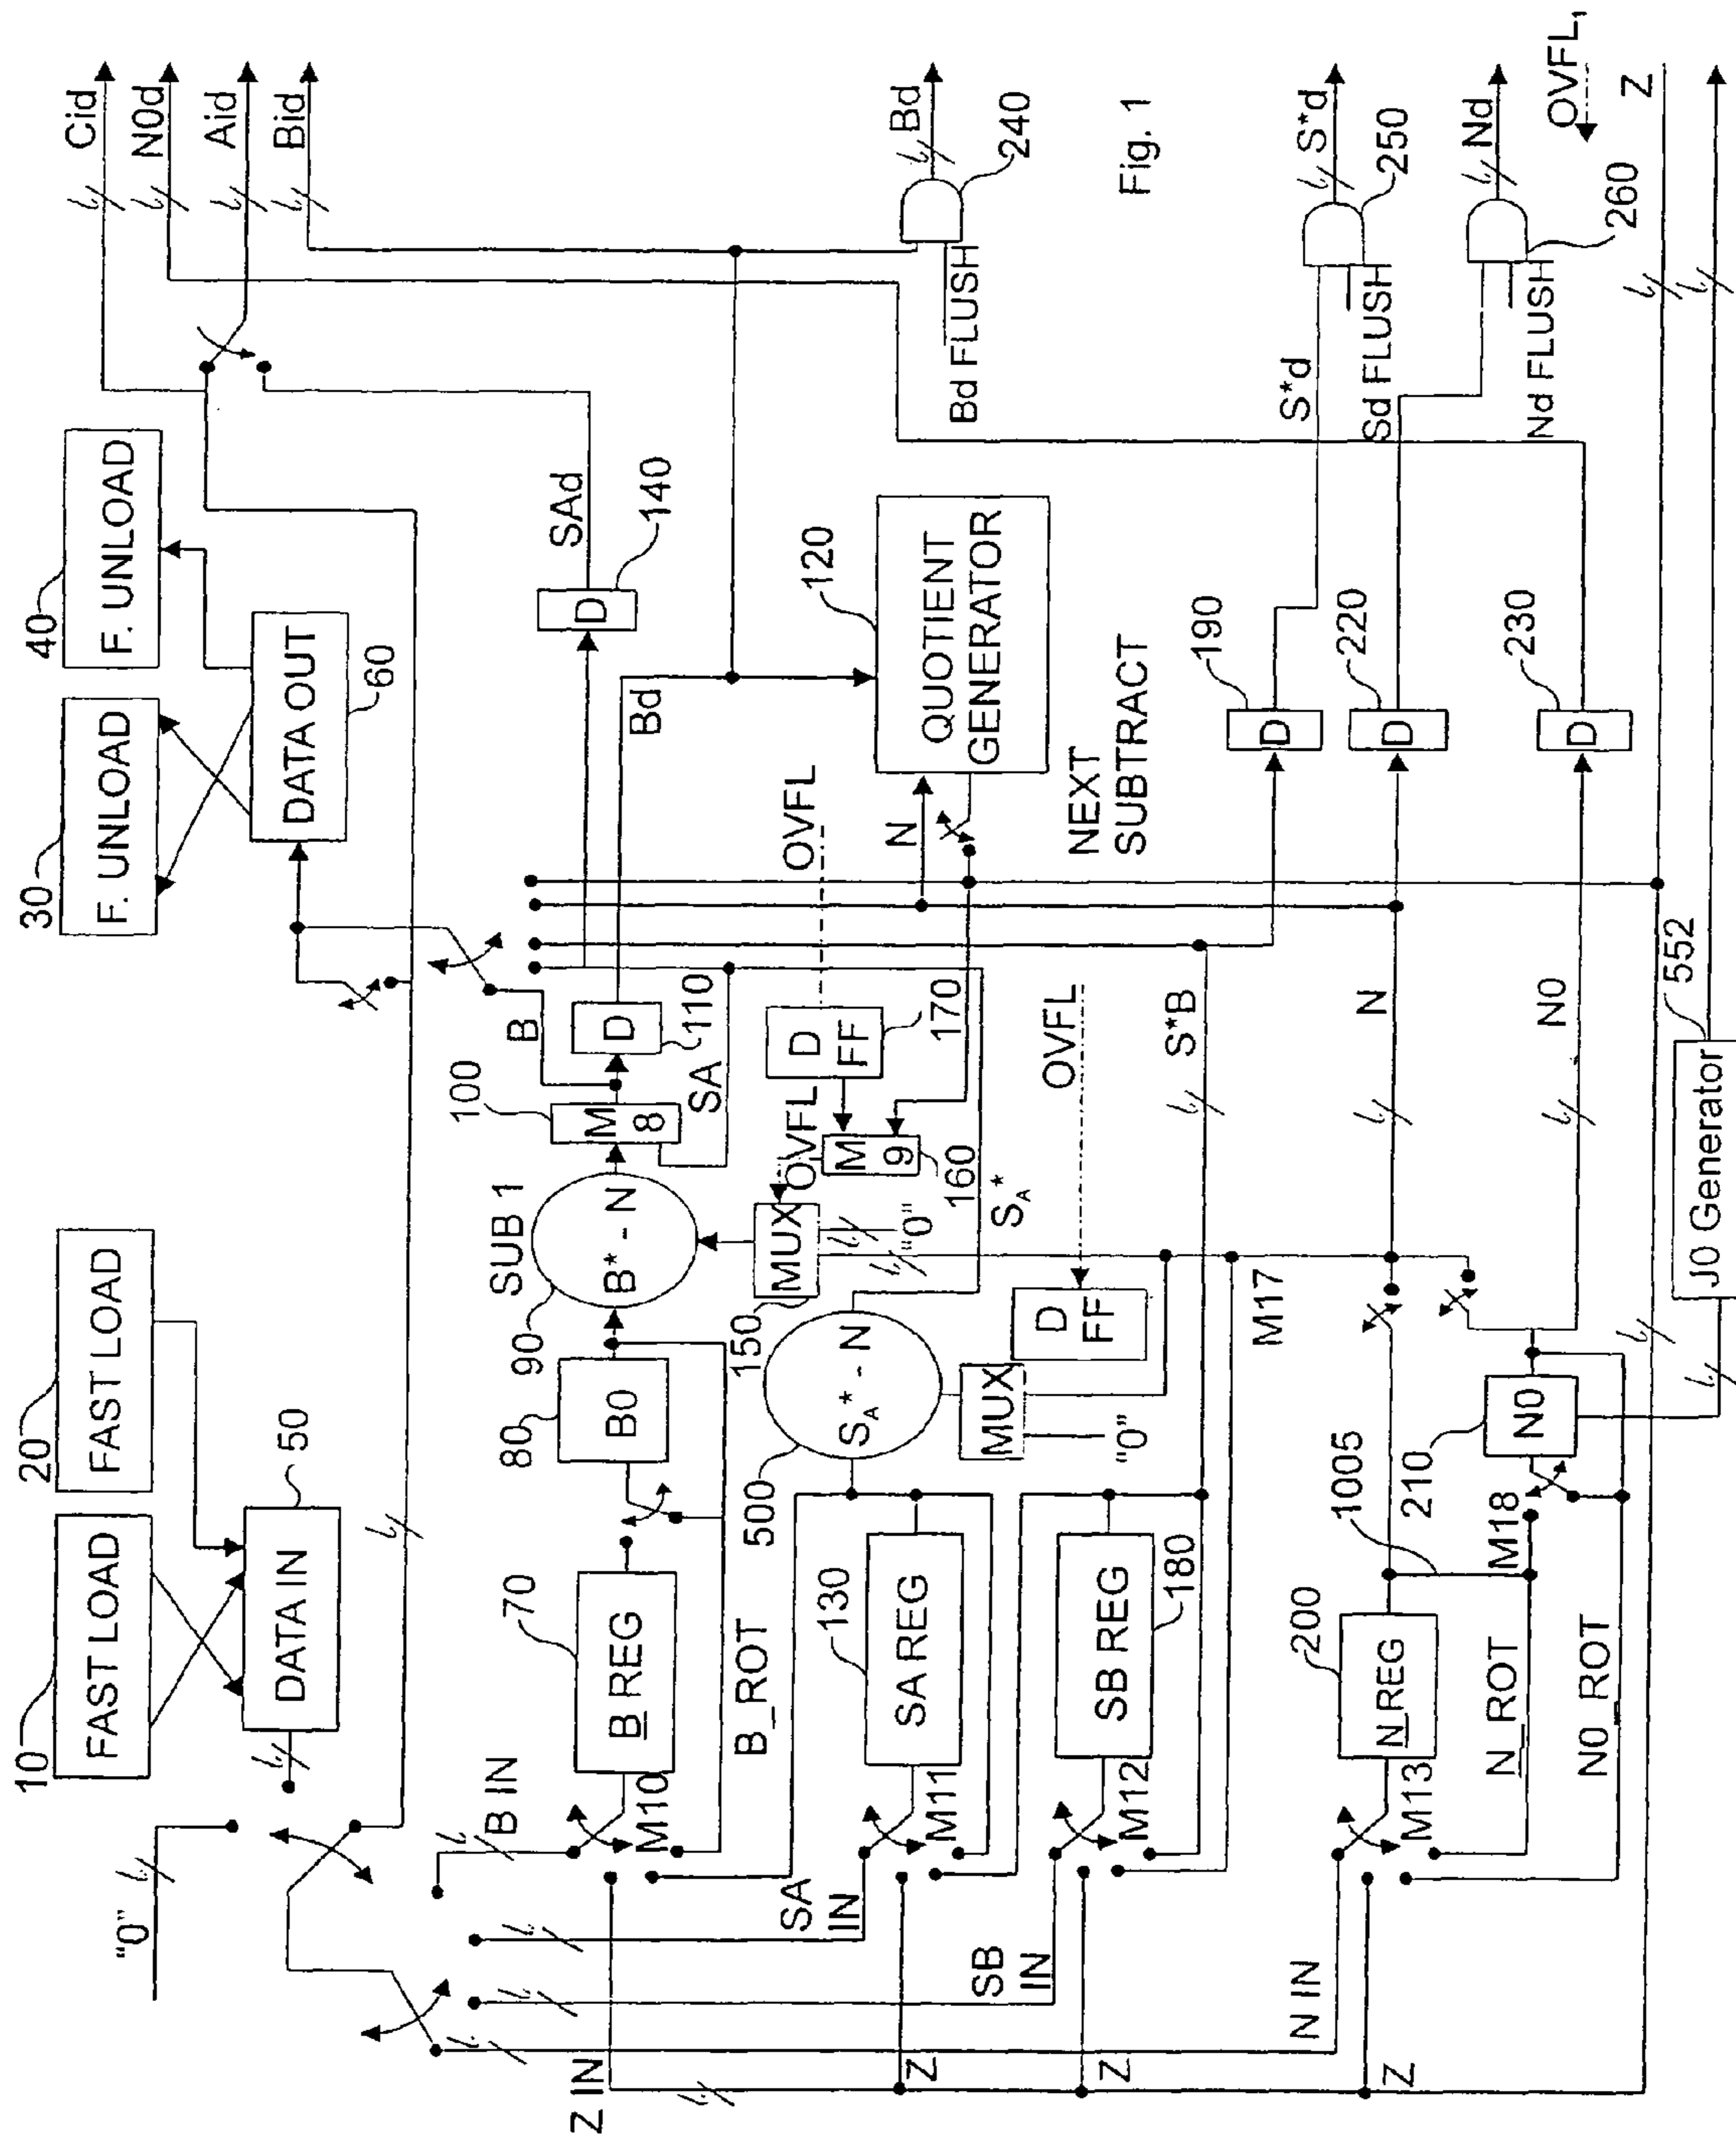 10
FAST LOAD
20
FAST LOAD
DATA IN
50
30
F. UNLOAD
40
F. UNLOAD
DATA OUT
60
"0"
Cid
N0d
Aid
Bid
B IN
Z IN
SA
IN
SB
IN
N IN
Z
Z
Z
M10
70
B REG
B_ROT
80
B0
90
SUB 1
B* - N
100
M
8
B
D
110
SA
Bd
SAd
D
140
120
QUOTIENT
GENERATOR
N
NEXT
SUBTRACT
OVFL
D
FF
170
OVFL
M
9
160
MUX
150
"0"
M11
130
SA REG
500
S_A* - N
S_A*
MUX
"0"
D
FF
OVFL
M12
SB REG
180
S*B
M17
M13
200
N_REG
N_ROT
N0_ROT
1005
M18
210
N0
N
N0
552
J0 Generator
190
D
220
D
230
D
Bd FLUSH
Bd
240
Fig. 1
S*d
Sd FLUSH
S*d
250
Nd FLUSH
Nd
260
OVFL₁
Z